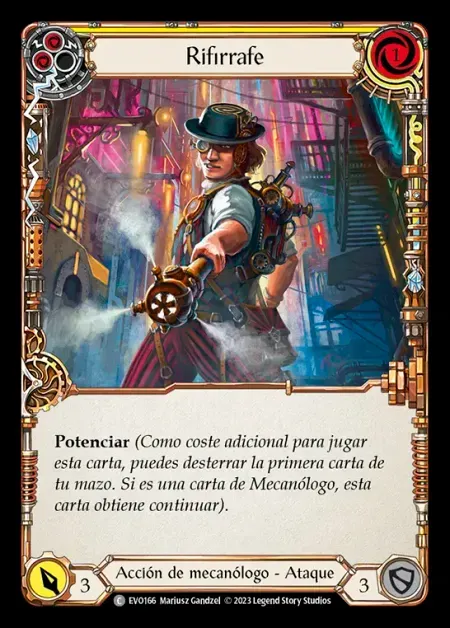 Rifirrafe
1
Potenciar (Como coste adicional para jugar
esta carta, puedes desterrar la primera carta de
tu mazo. Si es una carta de Mecanólogo, esta
carta obtiene continuar).
3 Acción de mecanólogo - Ataque 3
C EVO166 Mariusz Gandzel © 2023 Legend Story Studios